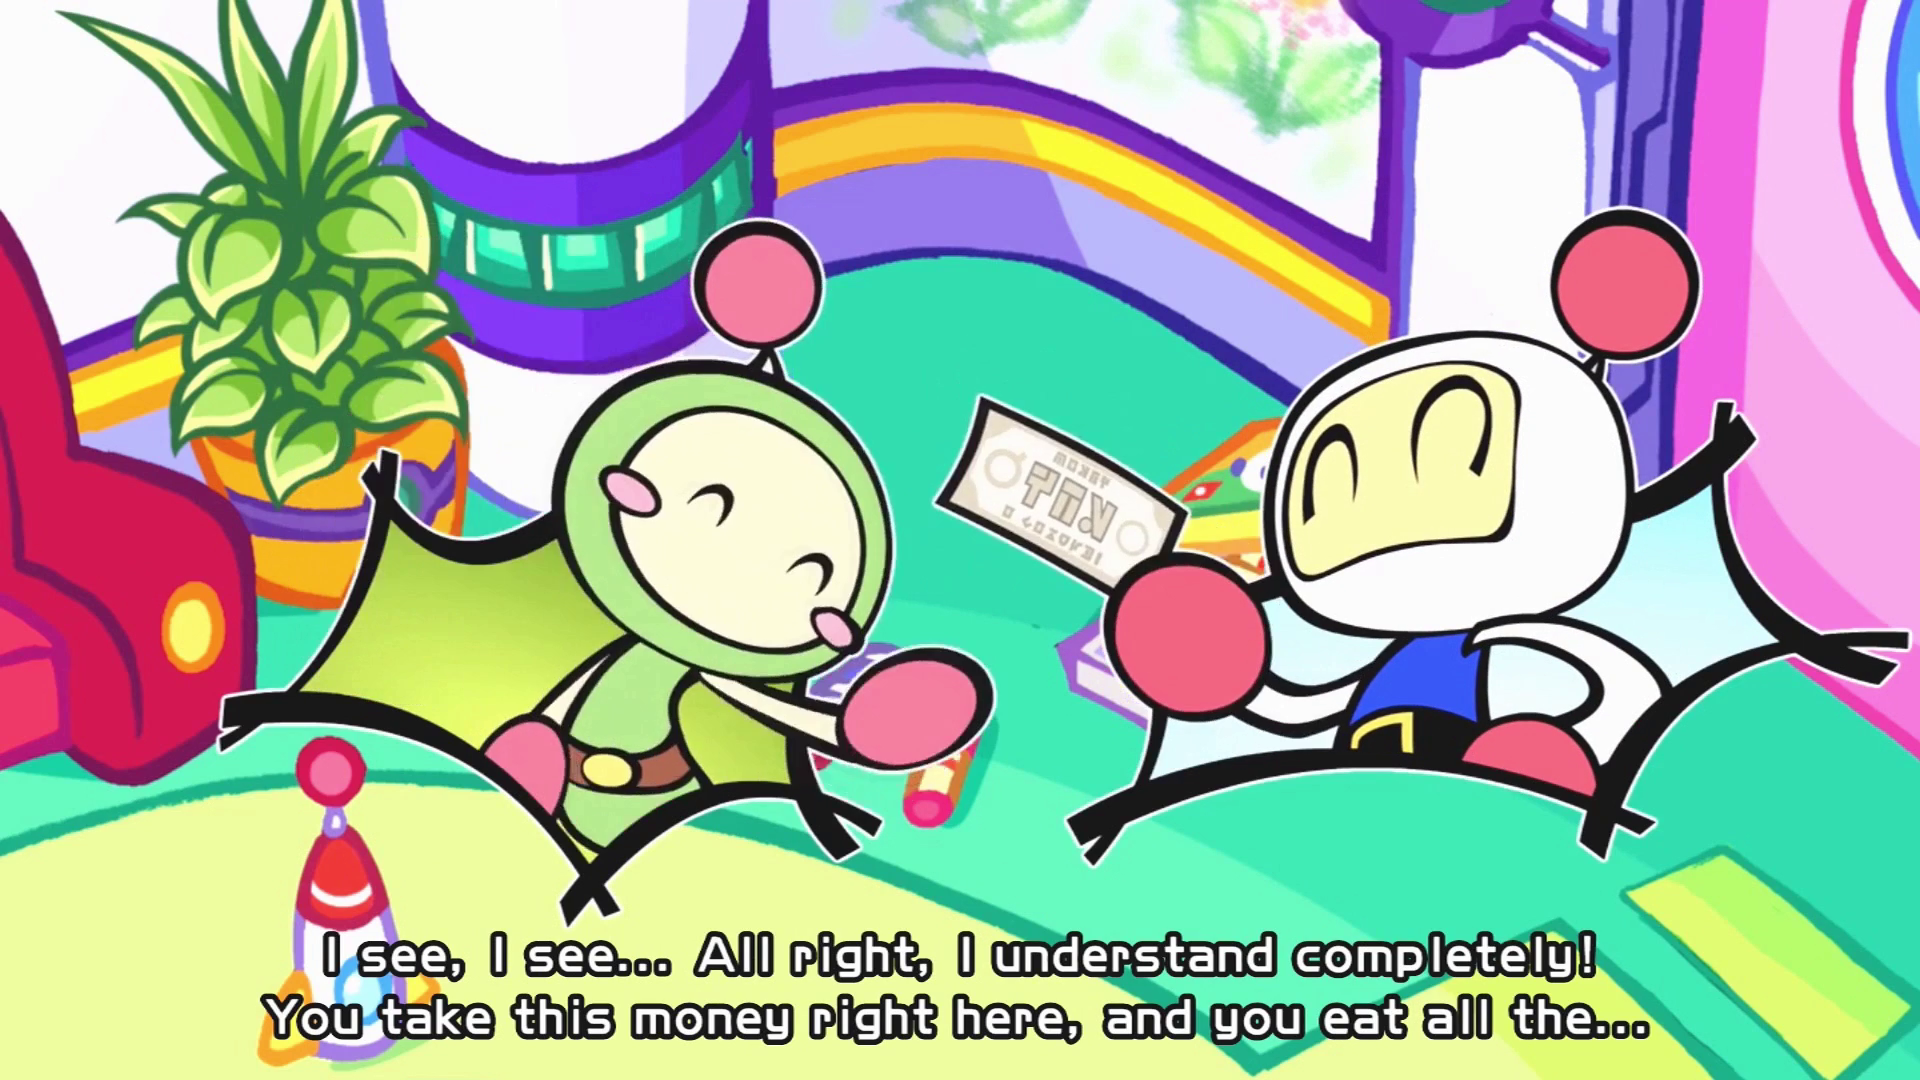 I see, I see... All right, I understand completely!
You take this money right here, and you eat all the...